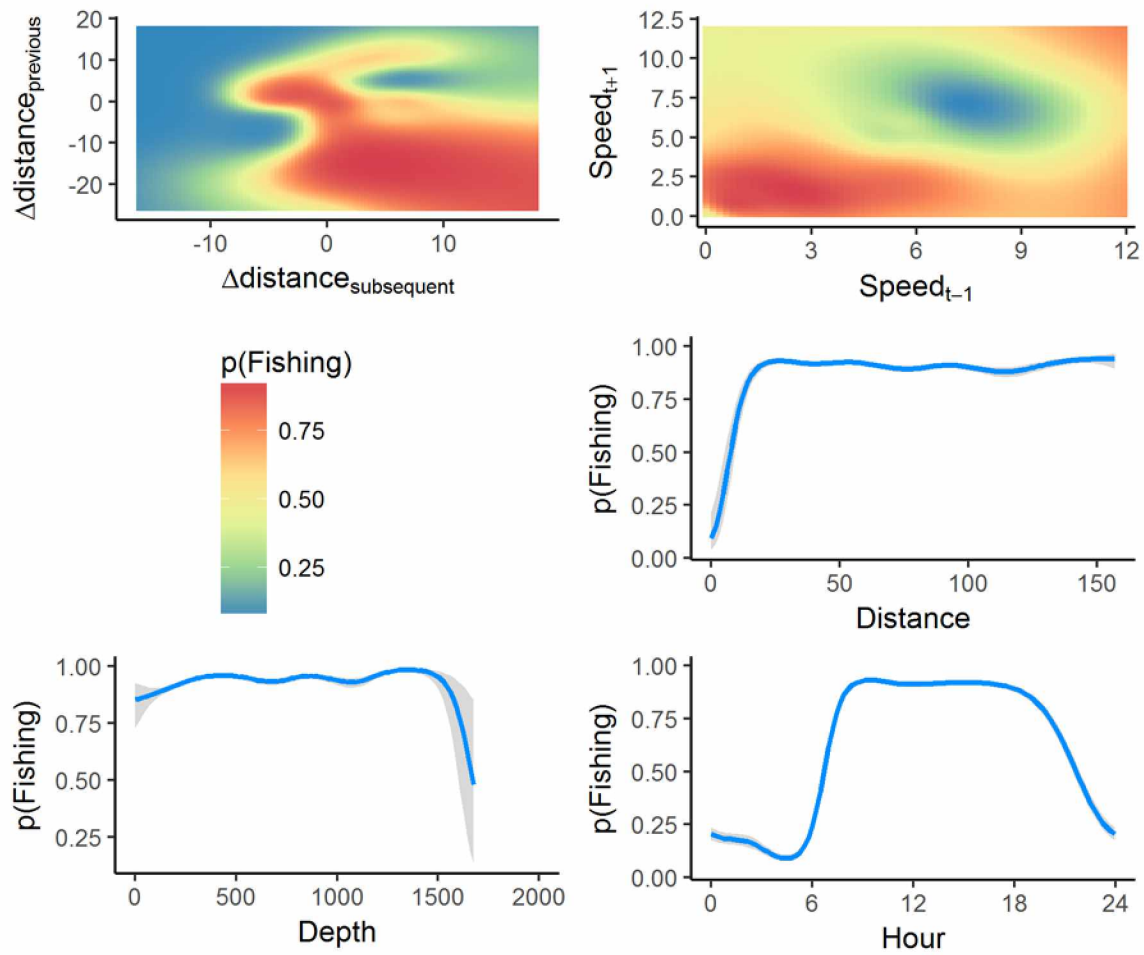 20
10
0
-10
-20
Δdistanceprevious
-10 0 10
Δdistancesubsequent
12.5
10.0
7.5
5.0
2.5
0.0
Speedt+1
0 3 6 9 12
Speedt−1
p(Fishing)
0.75
0.50
0.25
1.00
0.75
0.50
0.25
0.00
p(Fishing)
0 50 100 150
Distance
1.00
0.75
0.50
0.25
p(Fishing)
0 500 1000 1500 2000
Depth
1.00
0.75
0.50
0.25
0.00
p(Fishing)
0 6 12 18 24
Hour